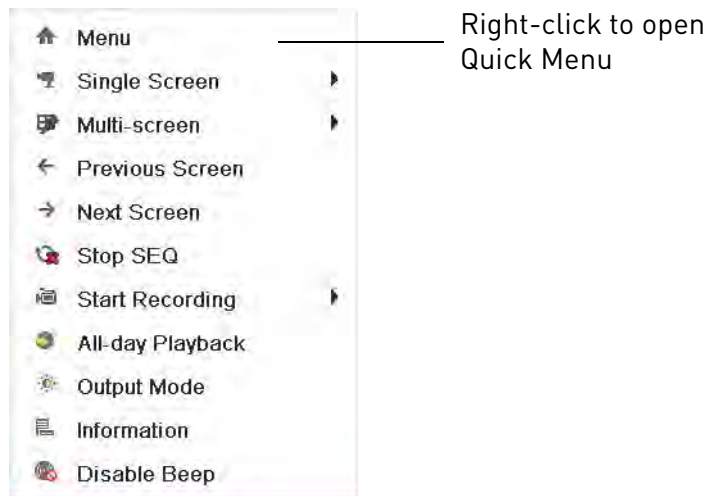 Menu
Single Screen
Multi-screen
Previous Screen
Next Screen
Stop SEQ
Start Recording
All-day Playback
Output Mode
Information
Disable Beep
Right-click to open
Quick Menu